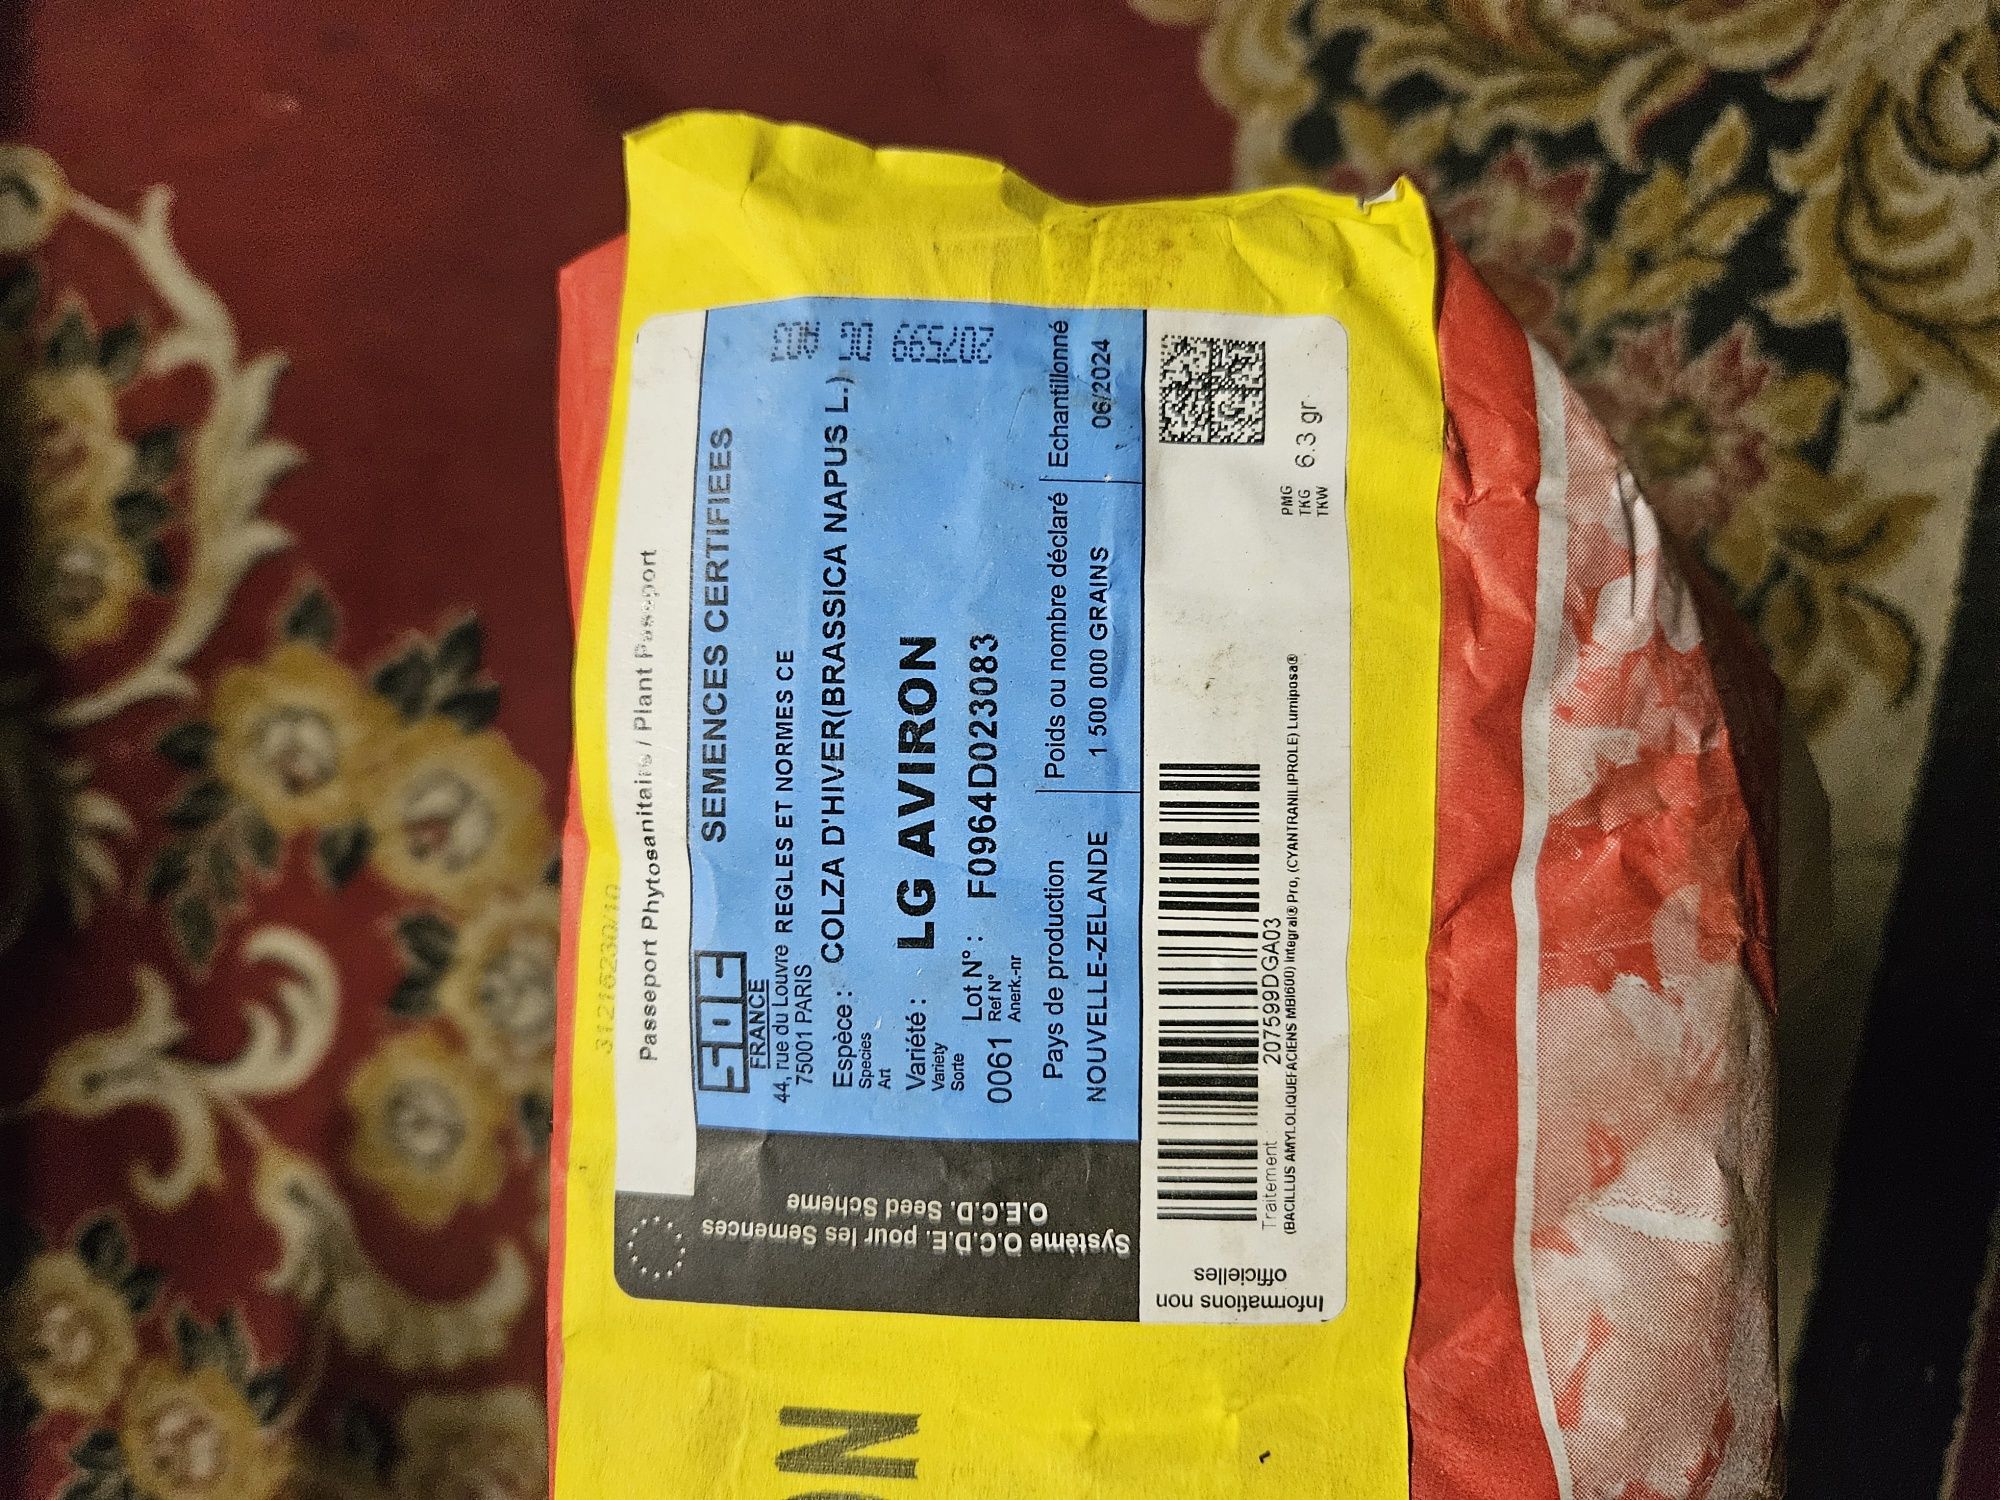 31216230/10
Passeport Phytosanitaire / Plant Passport
SOC
FRANCE
SEMENCES CERTIFIEES
44, rue du Louvre REGLES ET NORMES CE
75001 PARIS
Espèce : COLZA D'HIVER(BRASSICA NAPUS L.)
Species
Art
Variété : LG AVIRON
Variety
Sorte
0061 Lot N° : F0964D023083
Ref N°
Anerk.-nr
Pays de production | Poids ou nombre déclaré | Echantillonné
NOUVELLE-ZELANDE 1 500 000 GRAINS 06/2024
207599 DG A03
Système O.C.D.E. pour les Semences
O.E.C.D. Seed Scheme
Informations non
officielles
207599DGA03
Traitement
(BACILLUS AMYLOLIQUEFACIENS MBI600) integral® Pro, (CYANTRANILIPROLE) Lumiposa®
PMG
TKG 6.3 gr
TKW
ON